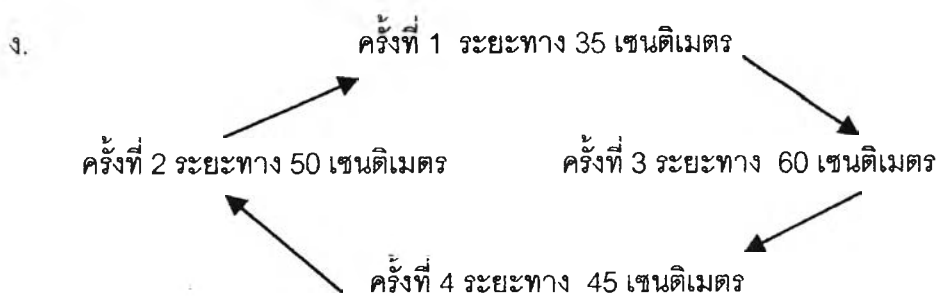 ง.
ครั้งที่ 1 ระยะทาง 35 เซนติเมตร
ครั้งที่ 2 ระยะทาง 50 เซนติเมตร
ครั้งที่ 3 ระยะทาง 60 เซนติเมตร
ครั้งที่ 4 ระยะทาง 45 เซนติเมตร